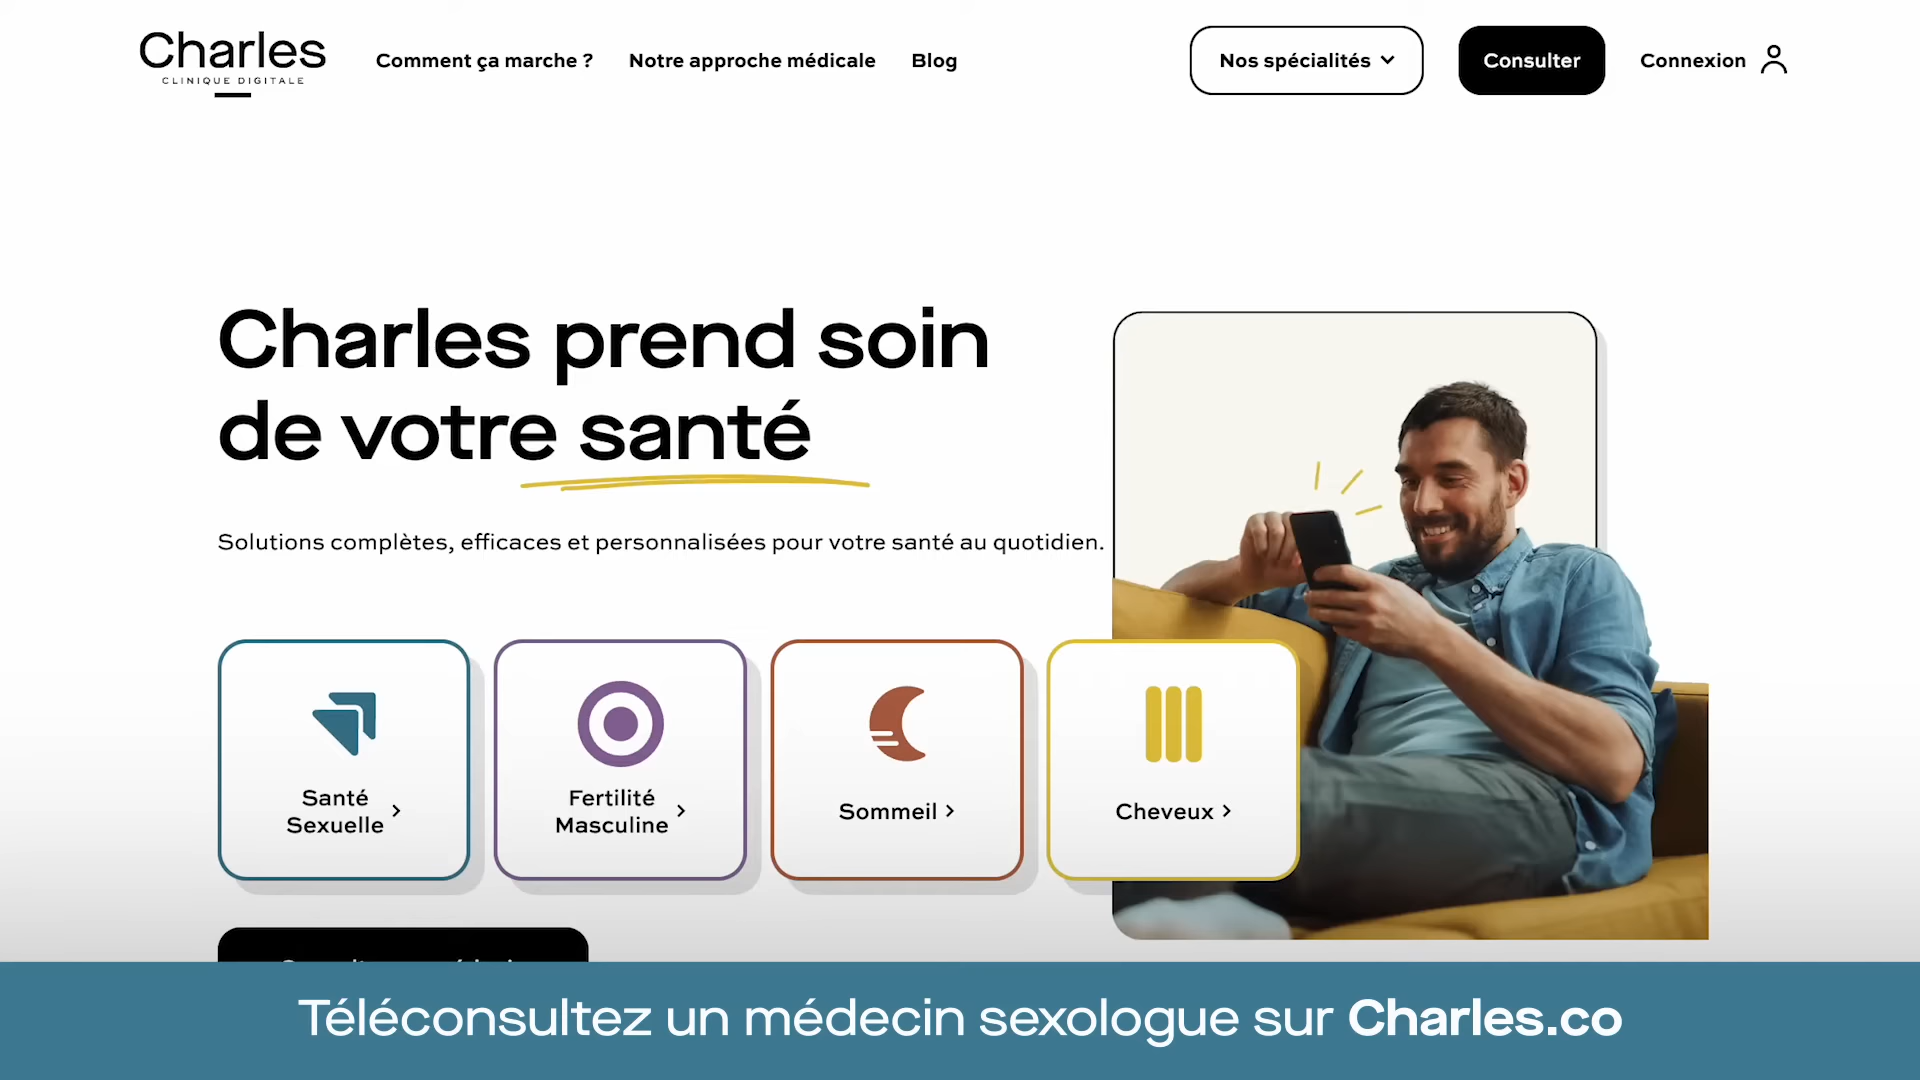 Charles
CLINIQUE DIGITALE
Comment ça marche ?
Notre approche médicale
Blog
Nos spécialités
Consulter
Connexion
Charles prend soin
de votre santé
Solutions complètes, efficaces et personnalisées pour votre santé au quotidien.
Santé
Sexuelle
Fertilité
Masculine
Sommeil
Cheveux
Téléconsultez un médecin sexologue sur Charles.co